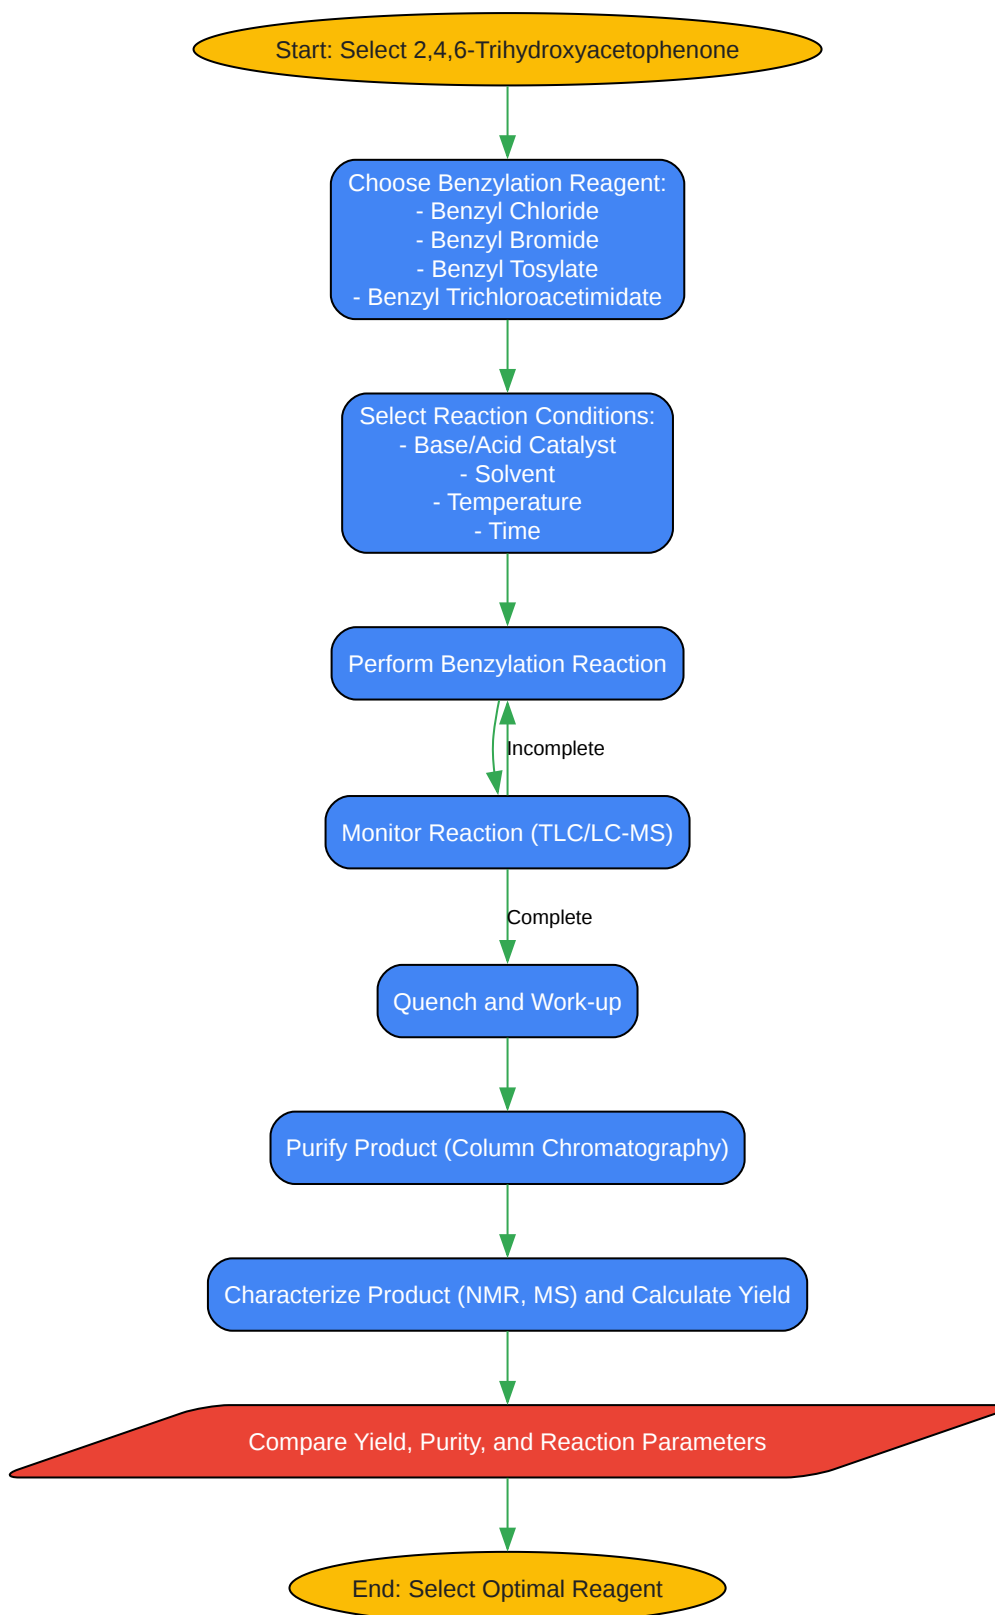 Start: Select 2,4,6-Trihydroxyacetophenone
Choose Benzylation Reagent:
- Benzyl Chloride
- Benzyl Bromide
- Benzyl Tosylate
- Benzyl Trichloroacetimidate
Select Reaction Conditions:
- Base/Acid Catalyst
- Solvent
- Temperature
- Time
Perform Benzylation Reaction
Incomplete
Monitor Reaction (TLC/LC-MS)
Complete
Quench and Work-up
Purify Product (Column Chromatography)
Characterize Product (NMR, MS) and Calculate Yield
Compare Yield, Purity, and Reaction Parameters
End: Select Optimal Reagent